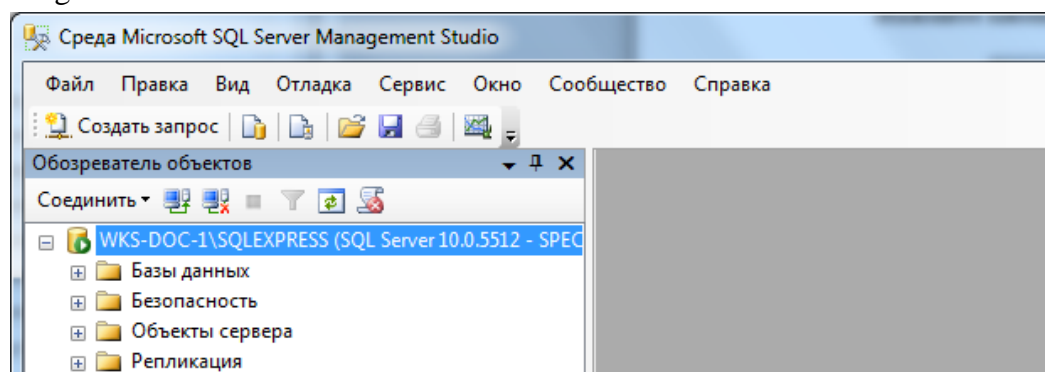 Среда Microsoft SQL Server Management Studio
Файл Правка Вид Отладка Сервис Окно Сообщество Справка
Создать запрос
Обозреватель объектов
Соединить
WKS-DOC-1\SQLEXPRESS (SQL Server 10.0.5512 - SPEC
Базы данных
Безопасность
Объекты сервера
Репликация